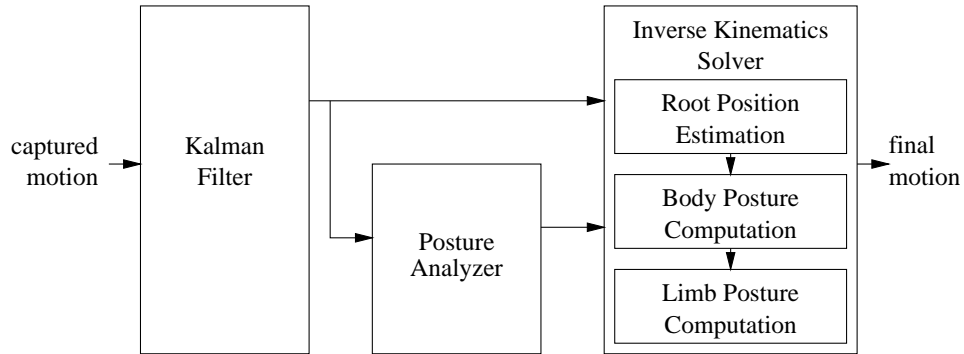 captured
motion
Kalman
Filter
Posture
Analyzer
Inverse Kinematics
Solver
Root Position
Estimation
Body Posture
Computation
Limb Posture
Computation
final
motion